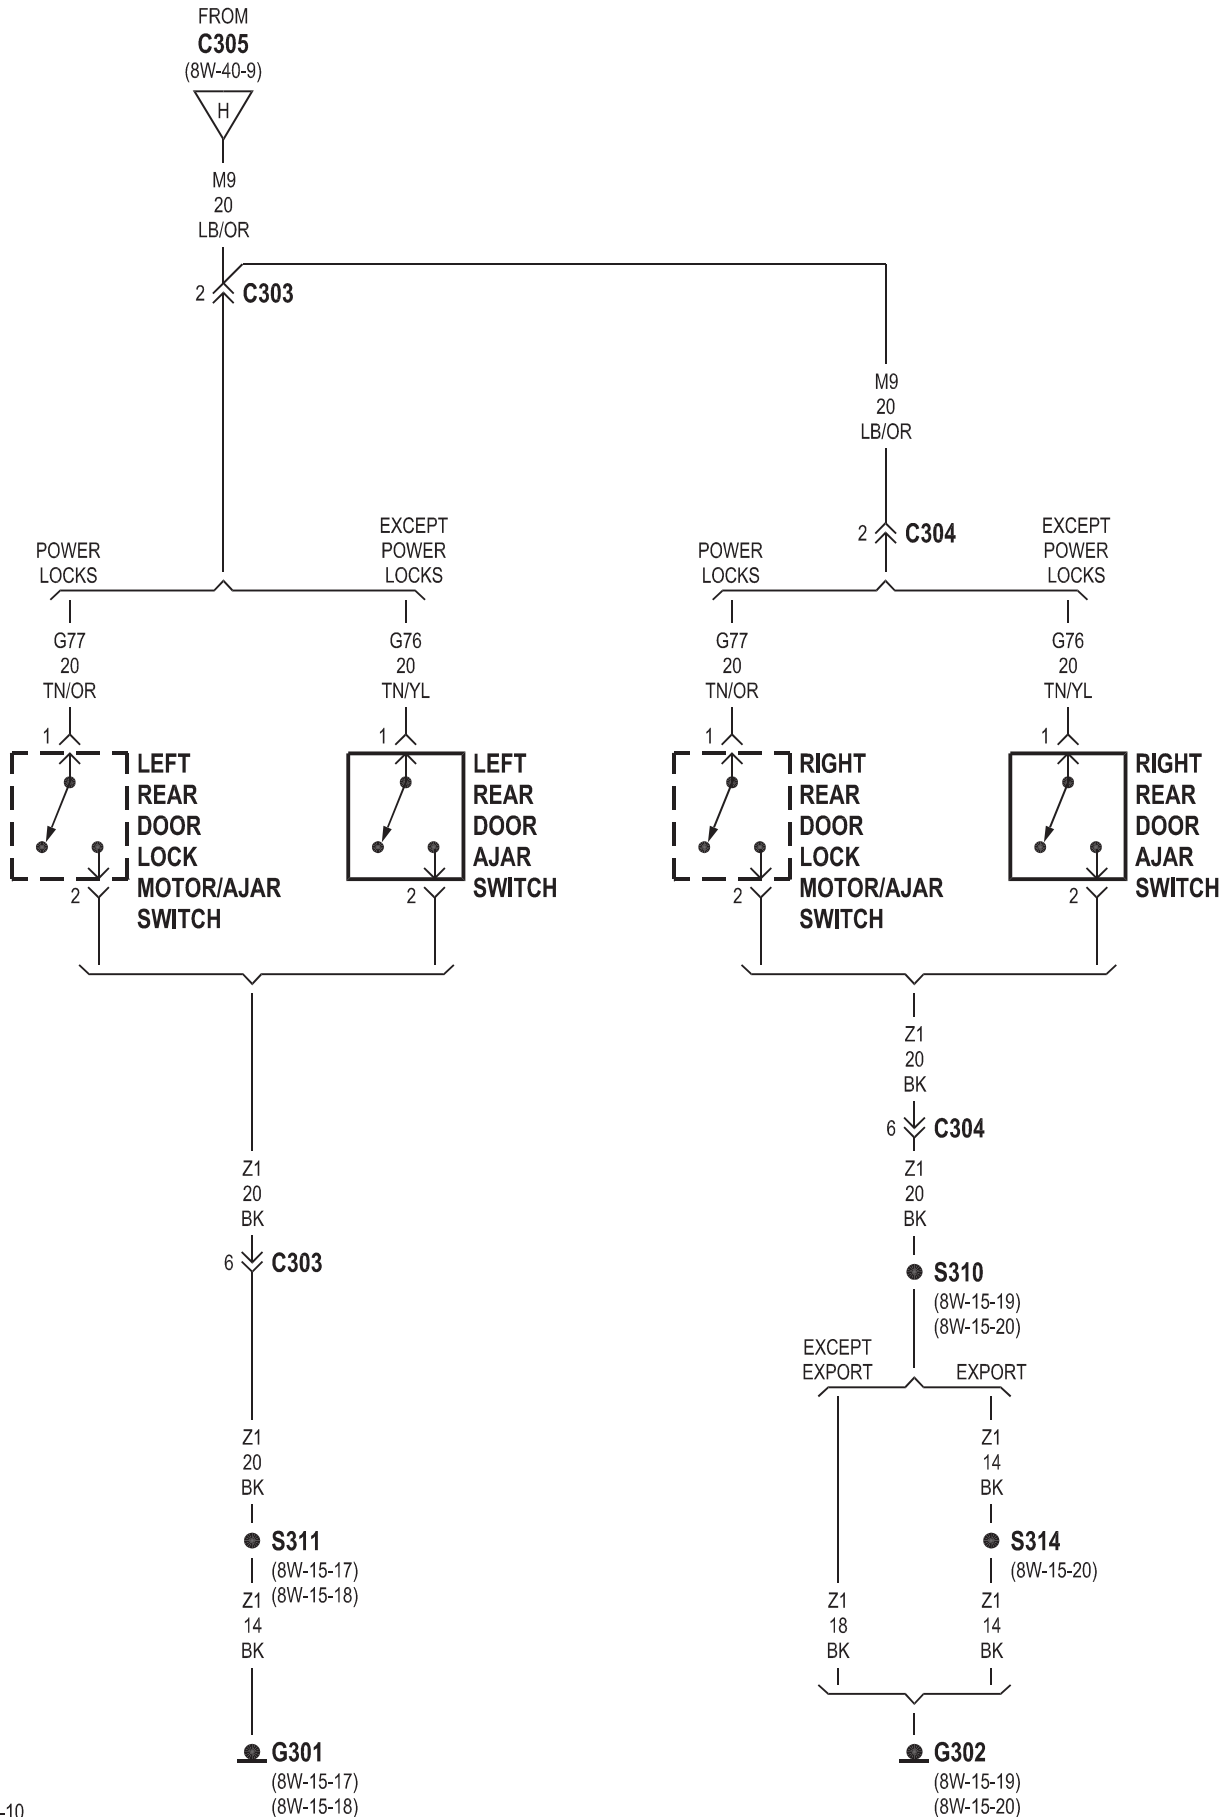 FROM
C305
(8W-40-9)
H
M9
20
LB/OR
2
C303
M9
20
LB/OR
2
C304
POWER
LOCKS
EXCEPT
POWER
LOCKS
POWER
LOCKS
EXCEPT
POWER
LOCKS
G77
20
TN/OR
G76
20
TN/YL
G77
20
TN/OR
G76
20
TN/YL
1
LEFT
REAR
DOOR
LOCK
MOTOR/AJAR
SWITCH
2
1
LEFT
REAR
DOOR
AJAR
SWITCH
2
1
RIGHT
REAR
DOOR
LOCK
MOTOR/AJAR
SWITCH
2
1
RIGHT
REAR
DOOR
AJAR
SWITCH
2
Z1
20
BK
6
C303
Z1
20
BK
S311
(8W-15-17)
(8W-15-18)
Z1
14
BK
G301
(8W-15-17)
(8W-15-18)
Z1
20
BK
6
C304
Z1
20
BK
S310
(8W-15-19)
(8W-15-20)
EXCEPT
EXPORT
EXPORT
Z1
14
BK
S314
(8W-15-20)
Z1
18
BK
Z1
14
BK
G302
(8W-15-19)
(8W-15-20)
-10